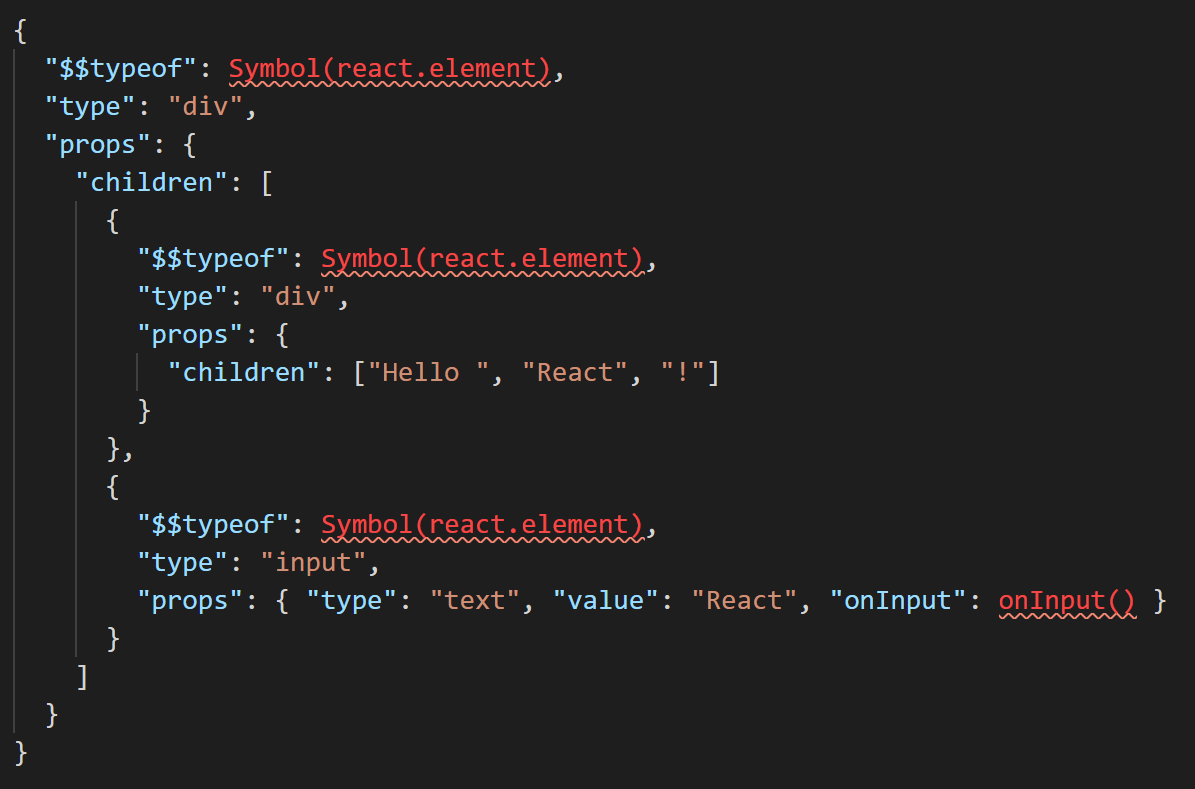 {
  "$$typeof": Symbol(react.element),
  "type": "div",
  "props": {
    "children": [
      {
        "$$typeof": Symbol(react.element),
        "type": "div",
        "props": {
          "children": ["Hello ", "React", "!"]
        }
      },
      {
        "$$typeof": Symbol(react.element),
        "type": "input",
        "props": { "type": "text", "value": "React", "onInput": onInput() }
      }
    ]
  }
}